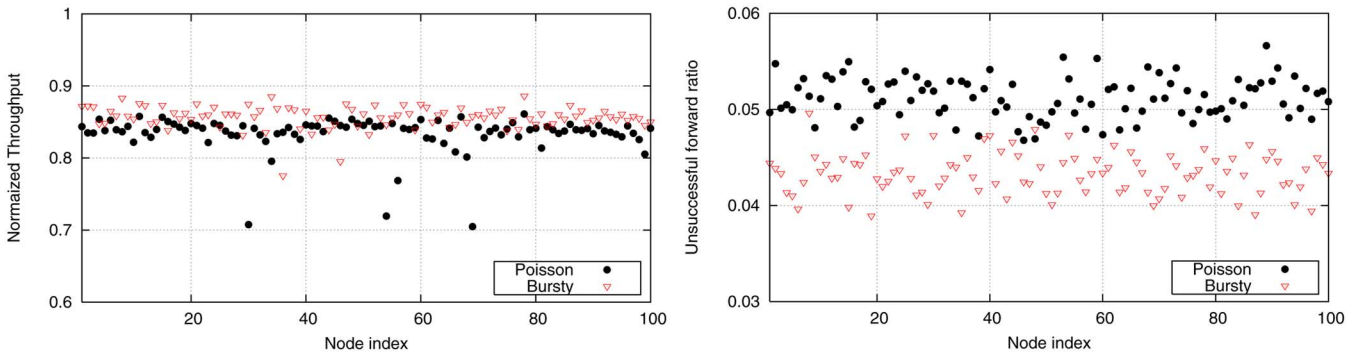 1
0.9
0.8
0.7
0.6
20
40
60
80
100
Normaized Throughput
Node index
Poisson
Bursty
0.06
0.05
0.04
0.03
20
40
60
80
100
Unsuccessful forward ratio
Node index
Poisson
Bursty